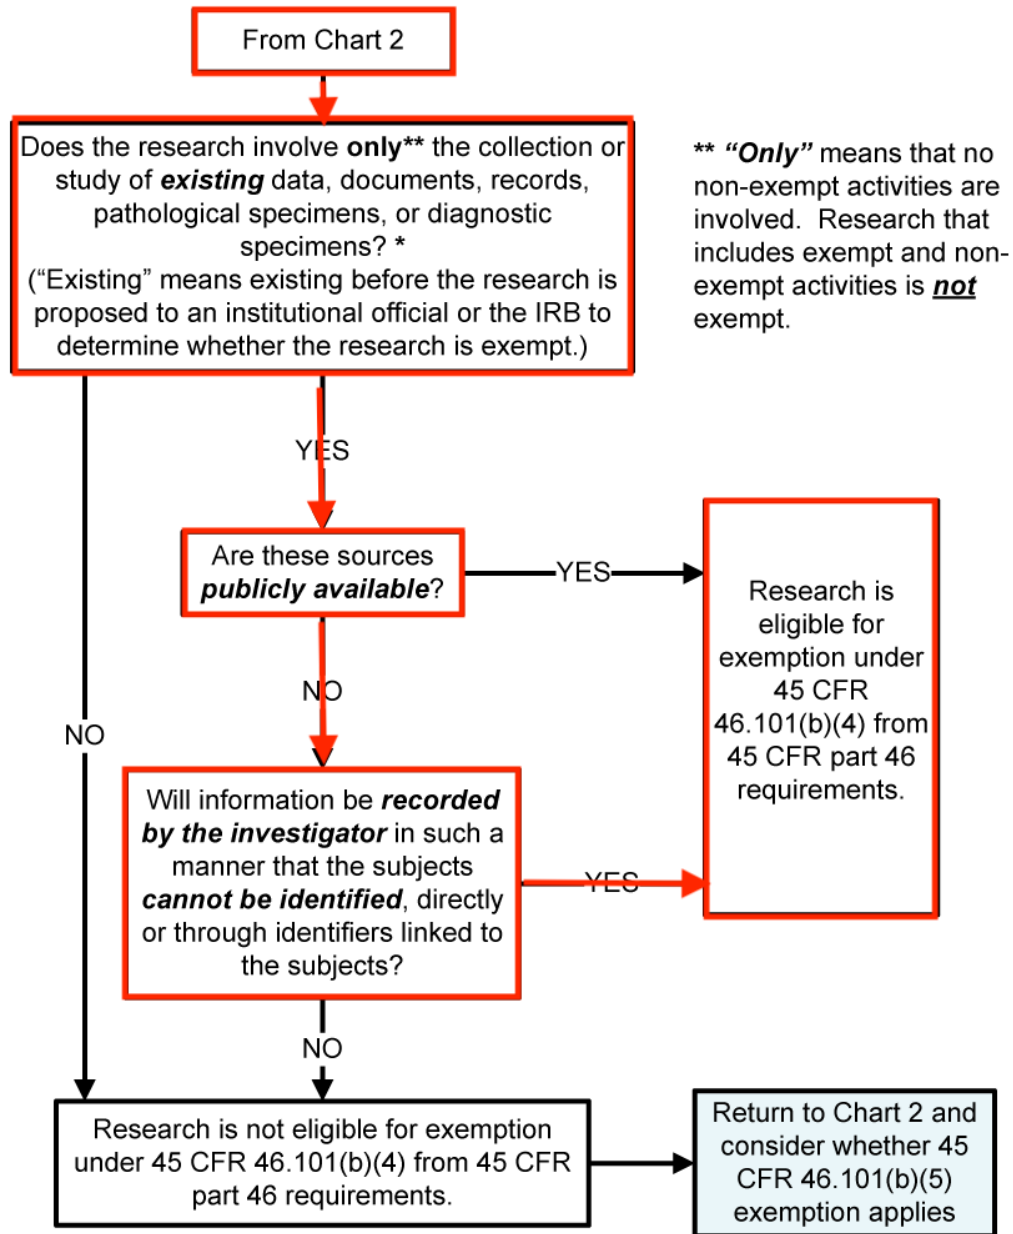 From Chart 2
Does the research involve only** the collection or
study of existing data, documents, records,
pathological specimens, or diagnostic
specimens? *
(“Existing” means existing before the research is
proposed to an institutional official or the IRB to
determine whether the research is exempt.)
** “Only” means that no
non-exempt activities are
involved. Research that
includes exempt and non-
exempt activities is not
exempt.
YES
Are these sources
publicly available?
YES
Research is
eligible for
exemption under
45 CFR
46.101(b)(4) from
45 CFR part 46
requirements.
NO
NO
Will information be recorded
by the investigator in such a
manner that the subjects
cannot be identified, directly
or through identifiers linked to
the subjects?
YES
NO
Research is not eligible for exemption
under 45 CFR 46.101(b)(4) from 45 CFR
part 46 requirements.
Return to Chart 2 and
consider whether 45
CFR 46.101(b)(5)
exemption applies